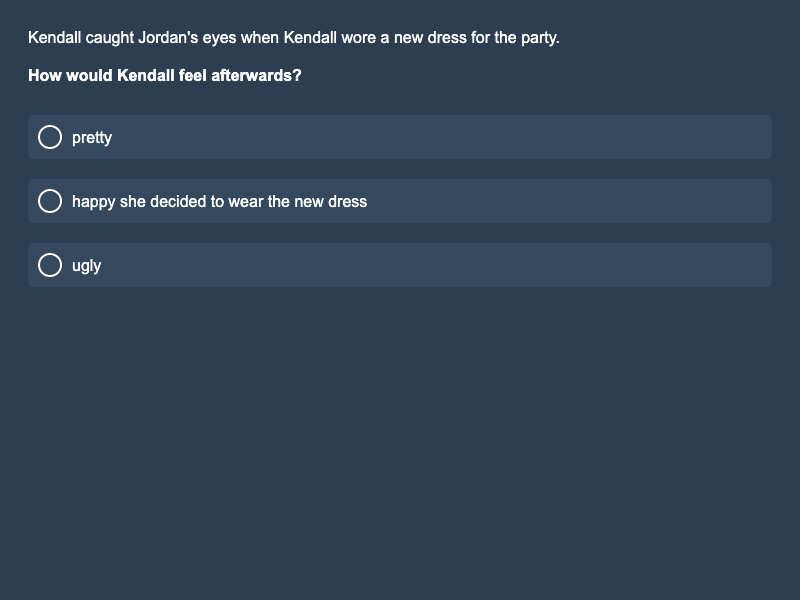 Kendall caught Jordan's eyes when Kendall wore a new dress for the party.
How would Kendall feel afterwards?
pretty
happy she decided to wear the new dress
ugly